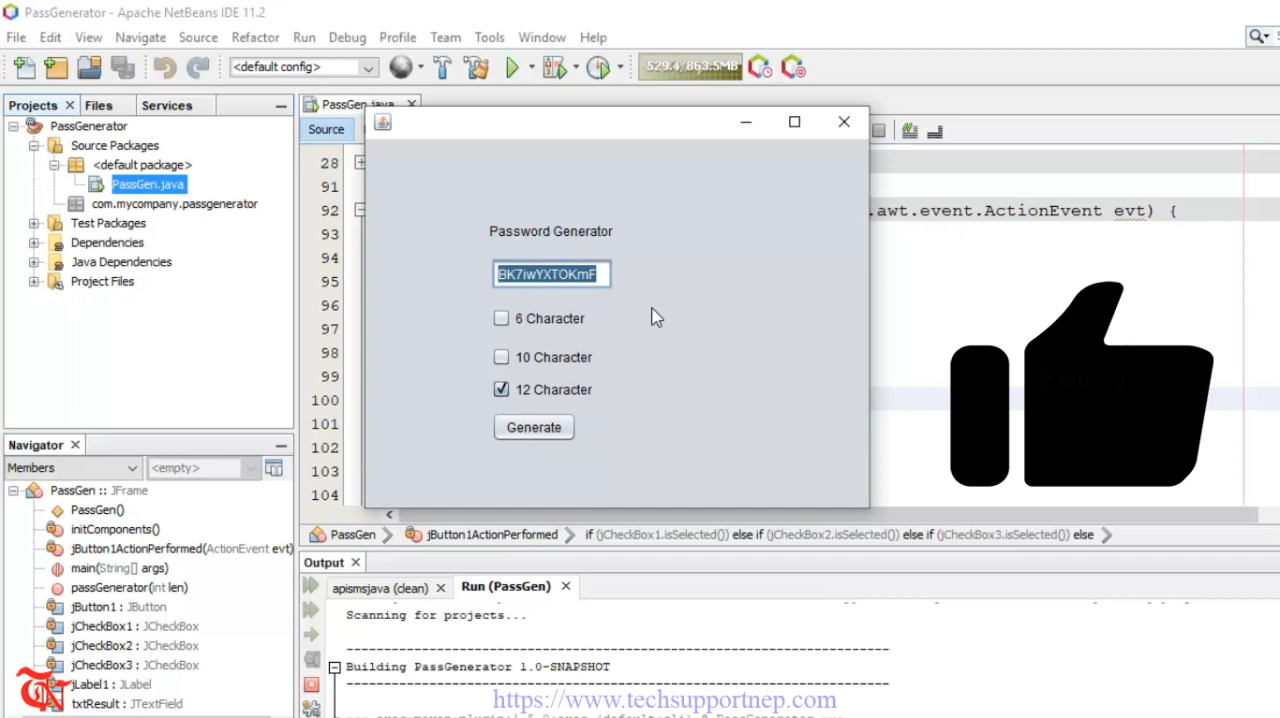 PassGenerator - Apache NetBeans IDE 11.2
File Edit View Navigate Source Refactor Run Debug Profile Team Tools Window Help
<default config>
529.4/863.5MB
Projects Files Services
PassGenerator
Source Packages
<default package>
PassGen.java
com.mycompany.passgenerator
Test Packages
Dependencies
Java Dependencies
Project Files
Navigator
Members <empty>
PassGen :: JFrame
PassGen()
initComponents()
jButton1ActionPerformed(ActionEvent evt)
main(String[] args)
passGenerator(int len)
jButton1 : JButton
jCheckBox1 : JCheckBox
jCheckBox2 : JCheckBox
jCheckBox3 : JCheckBox
jLabel1 : JLabel
txtResult : JTextField
PassGen.java
Source
28
91
92 .awt.event.ActionEvent evt) {
93
94
95
96
97
98
99
100
101
102
103
104
Password Generator
BK7iwYXTOKmF
6 Character
10 Character
12 Character
Generate
PassGen jButton1ActionPerformed if (jCheckBox1.isSelected()) else if (jCheckBox2.isSelected()) else if (jCheckBox3.isSelected()) else
Output
apismsjava (clean) Run (PassGen)
Scanning for projects...
------------------------------------------------------------------------
Building PassGenerator 1.0-SNAPSHOT
------------------------------------------------------------------------
https://www.techsupportnep.com